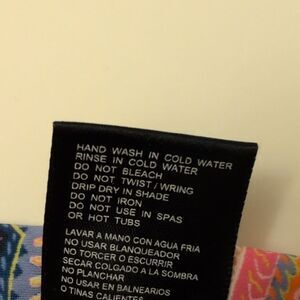 HAND WASH IN COLD WATER
RINSE IN COLD WATER
DO NOT BLEACH
DO NOT TWIST / WRING
DRIP DRY IN SHADE
DO NOT IRON
DO NOT USE IN SPAS
OR HOT TUBS
LAVAR A MANO CON AGUA FRIA
NO USAR BLANQUEADOR
NO TORCER O ESCURRIR
SECAR COLGADO A LA SOMBRA
NO PLANCHAR
NO USAR EN BALNEARIOS
O TINAS CALIENTES